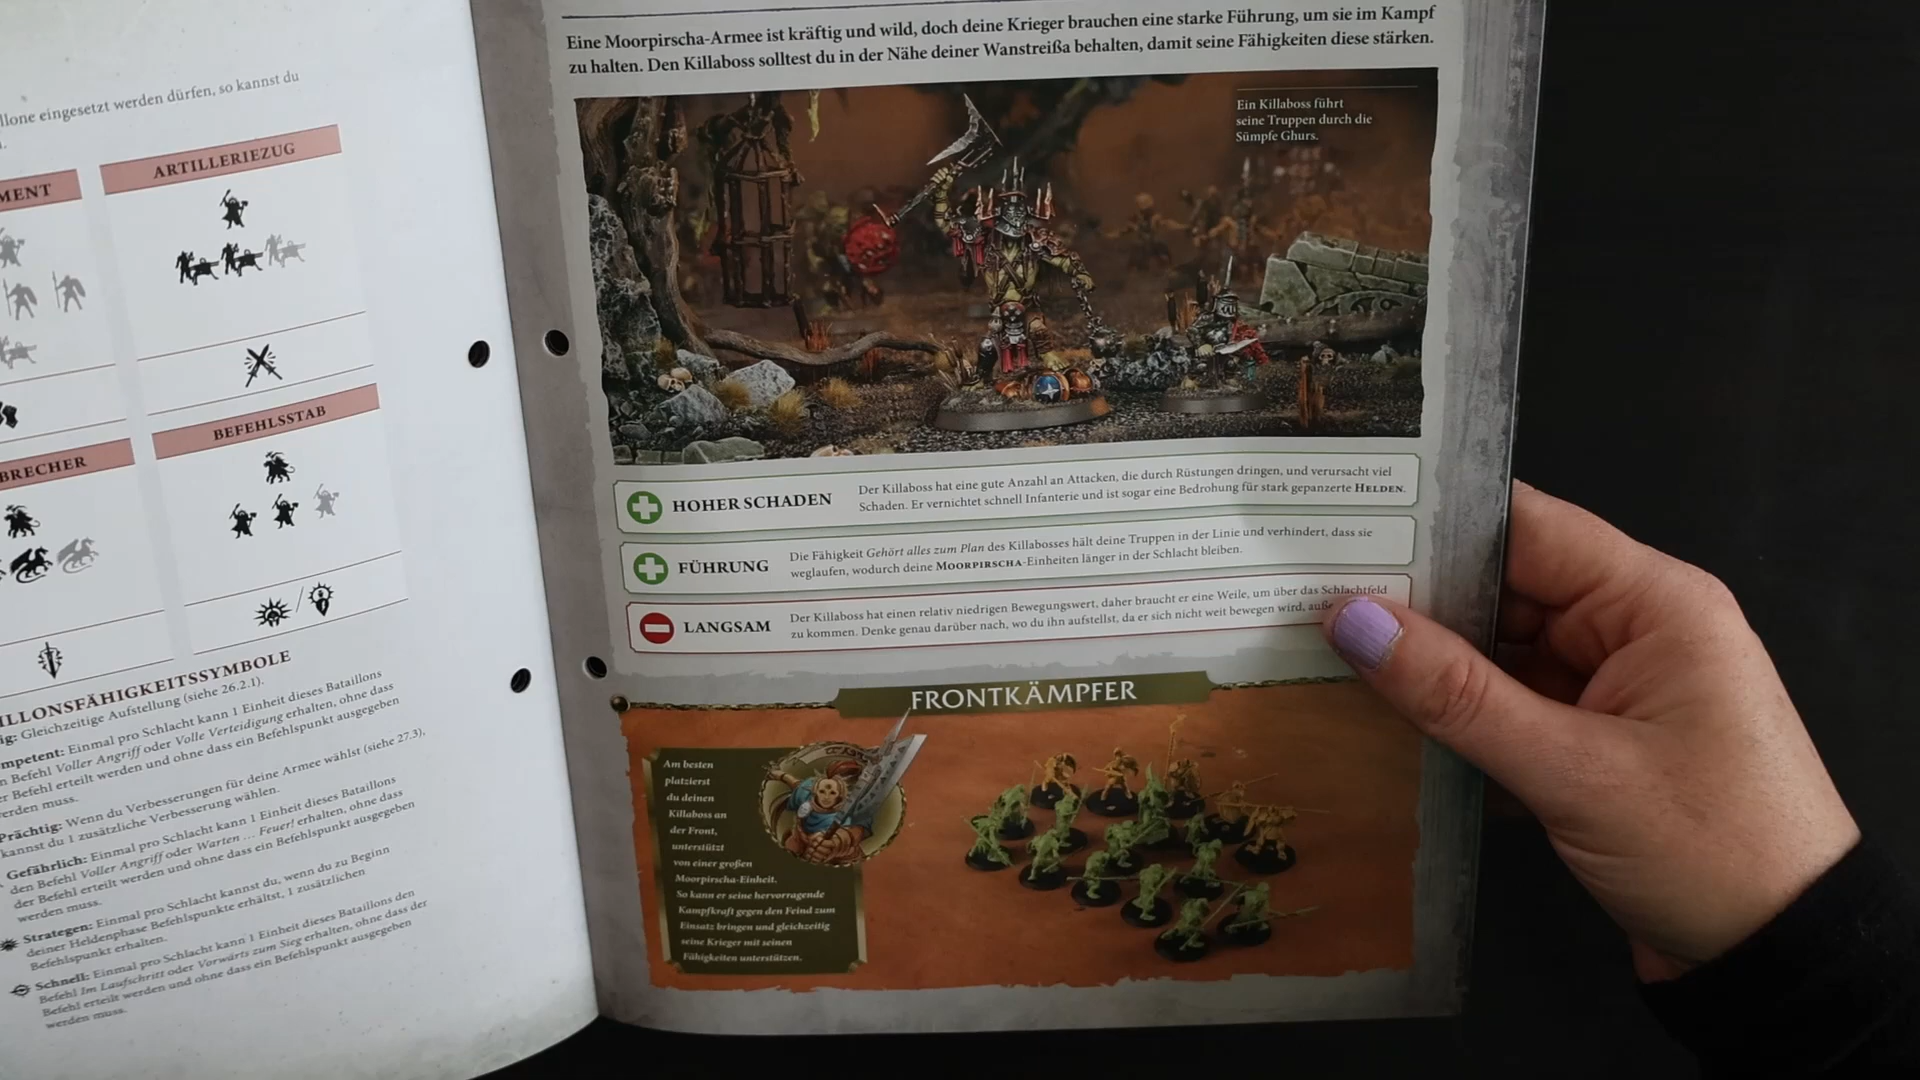 llone eingesetzt werden dürfen, so kannst du
MENT
ARTILLERIEZUG
BRECHER
BEFEHLSSTAB
ILLONSFÄHIGKEITSSYMBOLE
Gleichzeitige Aufstellung (siehe 26.2.1).
mpetent: Einmal pro Schlacht kann 1 Einheit dieses Bataillons
n Befehl Voller Angriff oder Volle Verteidigung erhalten, ohne dass
r Befehl erteilt werden und ohne dass ein Befehlspunkt ausgegeben
erden muss.
Prächtig: Wenn du Verbesserungen für deine Armee wählst (siehe 27.3),
kannst du 1 zusätzliche Verbesserung wählen.
Gefährlich: Einmal pro Schlacht kann 1 Einheit dieses Bataillons
den Befehl Voller Angriff oder Warten ... Feuer! erhalten, ohne dass
der Befehl erteilt werden und ohne dass ein Befehlspunkt ausgegeben
werden muss.
Strategen: Einmal pro Schlacht kannst du, wenn du zu Beginn
deiner Heldenphase Befehlspunkte erhältst, 1 zusätzlichen
Befehlspunkt erhalten.
Schnell: Einmal pro Schlacht kann 1 Einheit dieses Bataillons den
Befehl Im Laufschritt oder Vorwärts zum Sieg erhalten, ohne dass der
Befehl erteilt werden und ohne dass ein Befehlspunkt ausgegeben
werden muss.
Eine Moorpirscha-Armee ist kräftig und wild, doch deine Krieger brauchen eine starke Führung, um sie im Kampf
zu halten. Den Killaboss solltest du in der Nähe deiner Wanstreißa behalten, damit seine Fähigkeiten diese stärken.
Ein Killaboss führt
seine Truppen durch die
Sümpfe Ghurs.
HOHER SCHADEN
Der Killaboss hat eine gute Anzahl an Attacken, die durch Rüstungen dringen, und verursacht viel
Schaden. Er vernichtet schnell Infanterie und ist sogar eine Bedrohung für stark gepanzerte HELDEN.
FÜHRUNG
Die Fähigkeit Gehört alles zum Plan des Killabosses hält deine Truppen in der Linie und verhindert, dass sie
weglaufen, wodurch deine MOORPIRSCHA-Einheiten länger in der Schlacht bleiben.
LANGSAM
Der Killaboss hat einen relativ niedrigen Bewegungswert, daher braucht er eine Weile, um über das Schlachtfeld
zu kommen. Denke genau darüber nach, wo du ihn aufstellst, da er sich nicht weit bewegen wird, auße
FRONTKÄMPFER
Am besten
platzierst
du deinen
Killaboss an
der Front,
unterstützt
von einer großen
Moorpirscha-Einheit.
So kann er seine hervorragende
Kampfkraft gegen den Feind zum
Einsatz bringen und gleichzeitig
seine Krieger mit seinen
Fähigkeiten unterstützen.